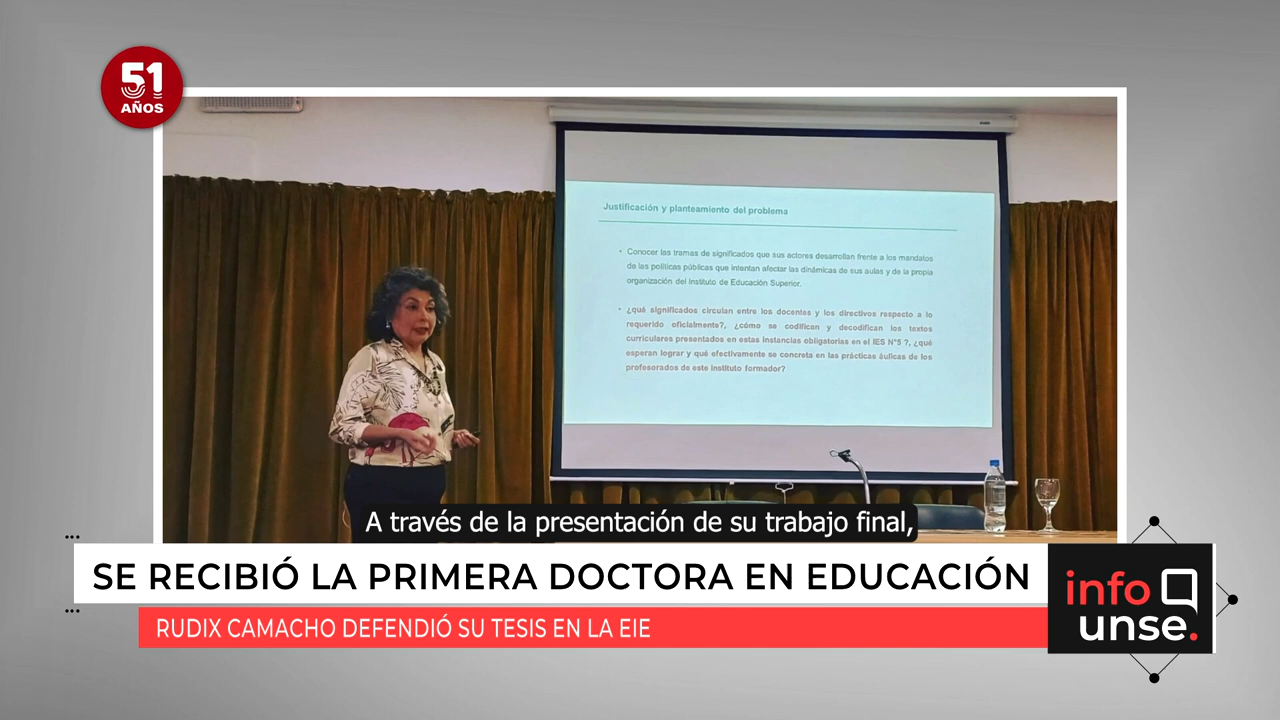 51
AÑOS
Justificación y planteamiento del problema
• Conocer las tramas de significados que sus actores desarrollan frente a los mandatos
de las políticas públicas que intentan afectar las dinámicas de sus aulas y de la propia
organización del Instituto de Educación Superior.
• ¿qué significados circulan entre los docentes y los directivos respecto a lo
requerido oficialmente?, ¿cómo se codifican y decodifican los textos
curriculares presentados en estas instancias obligatorias en el IES N°5 ?, ¿qué
esperan lograr y qué efectivamente se concreta en las prácticas áulicas de los
profesorados de este instituto formador?
A través de la presentación de su trabajo final,
SE RECIBIÓ LA PRIMERA DOCTORA EN EDUCACIÓN
RUDIX CAMACHO DEFENDIÓ SU TESIS EN LA EIE
info
unse.